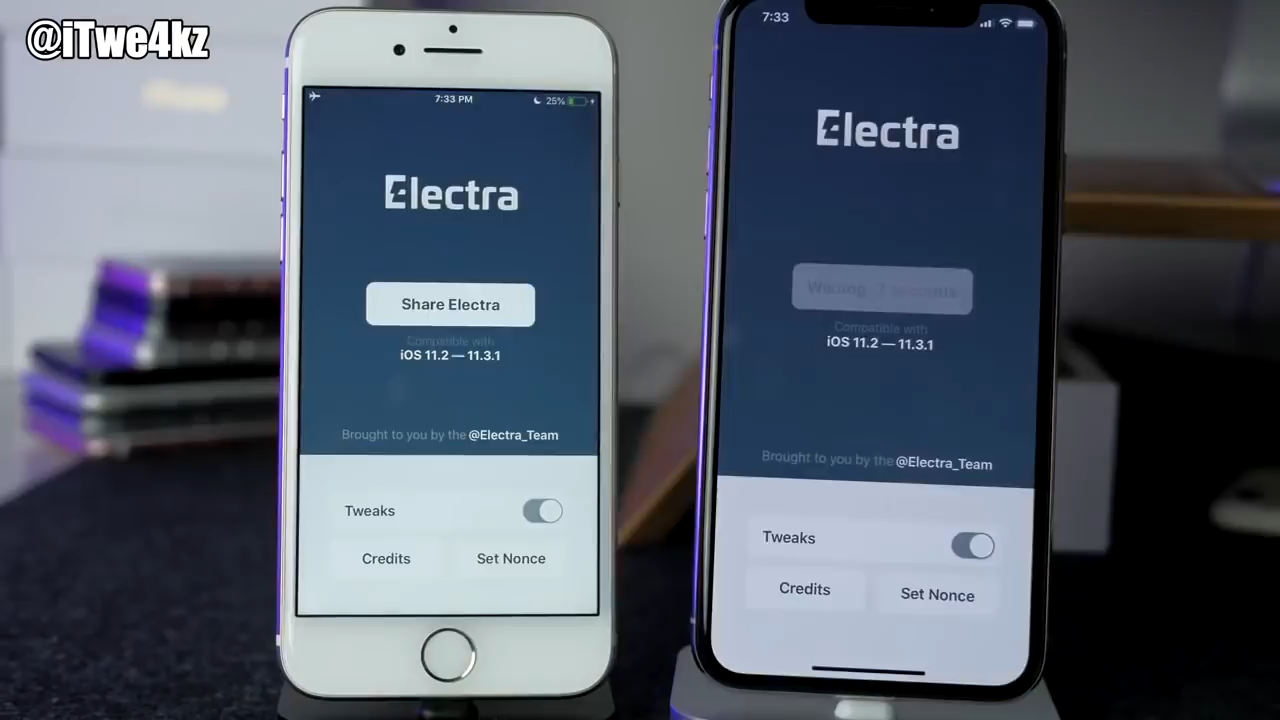 @iTwe4kz
7:33 PM
25%
Electra
Share Electra
Compatible with
iOS 11.2 — 11.3.1
Brought to you by the @Electra_Team
Tweaks
Credits
Set Nonce
7:33
Electra
Compatible with
iOS 11.2 — 11.3.1
Brought to you by the @Electra_Team
Tweaks
Credits
Set Nonce